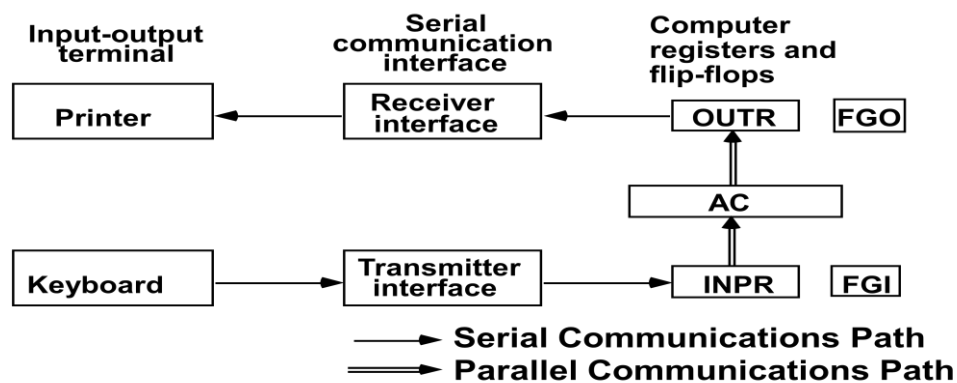 Input-output
terminal
Serial
communication
interface
Computer
registers and
flip-flops
Printer
Receiver
interface
OUTR
FGO
AC
Keyboard
Transmitter
interface
INPR
FGI
Serial Communications Path
Parallel Communications Path